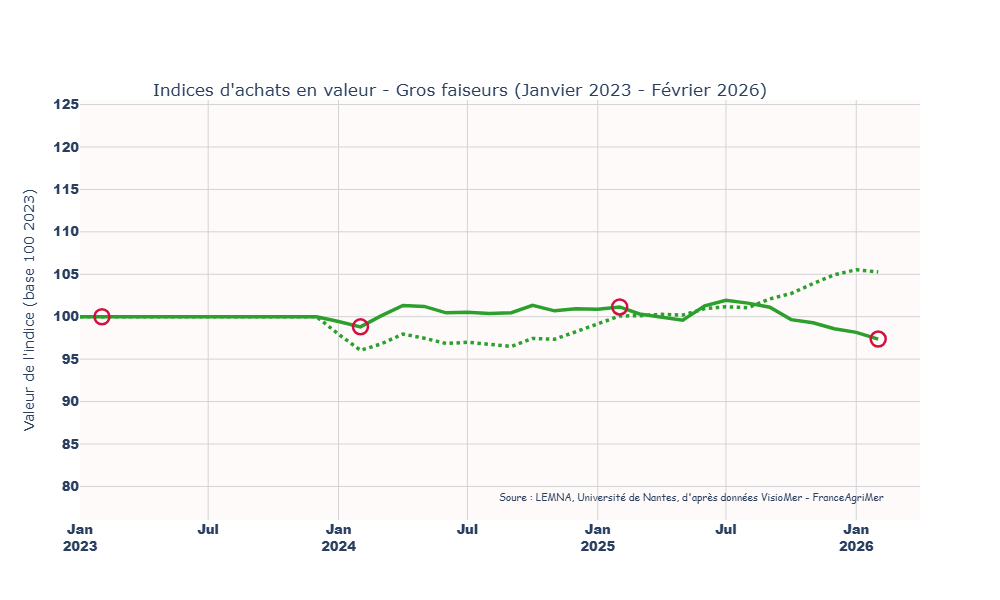 Indices d'achats en valeur - Gros faiseurs (Janvier 2023 - Février 2026)
Valeur de l'indice (base 100 2023)
125
120
115
110
105
100
95
90
85
80
Soure : LEMNA, Université de Nantes, d'après données VisioMer - FranceAgriMer
Jan Jul Jan Jul Jan Jul Jan
2023 2024 2025 2026